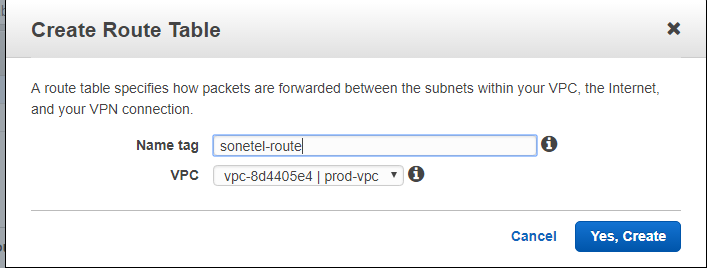 Create Route Table
A route table specifies how packets are forwarded between the subnets within your VPC, the Internet,
and your VPN connection.
Name tag sonetel-route
VPC vpc-8d4405e4 | prod-vpc
Cancel Yes, Create